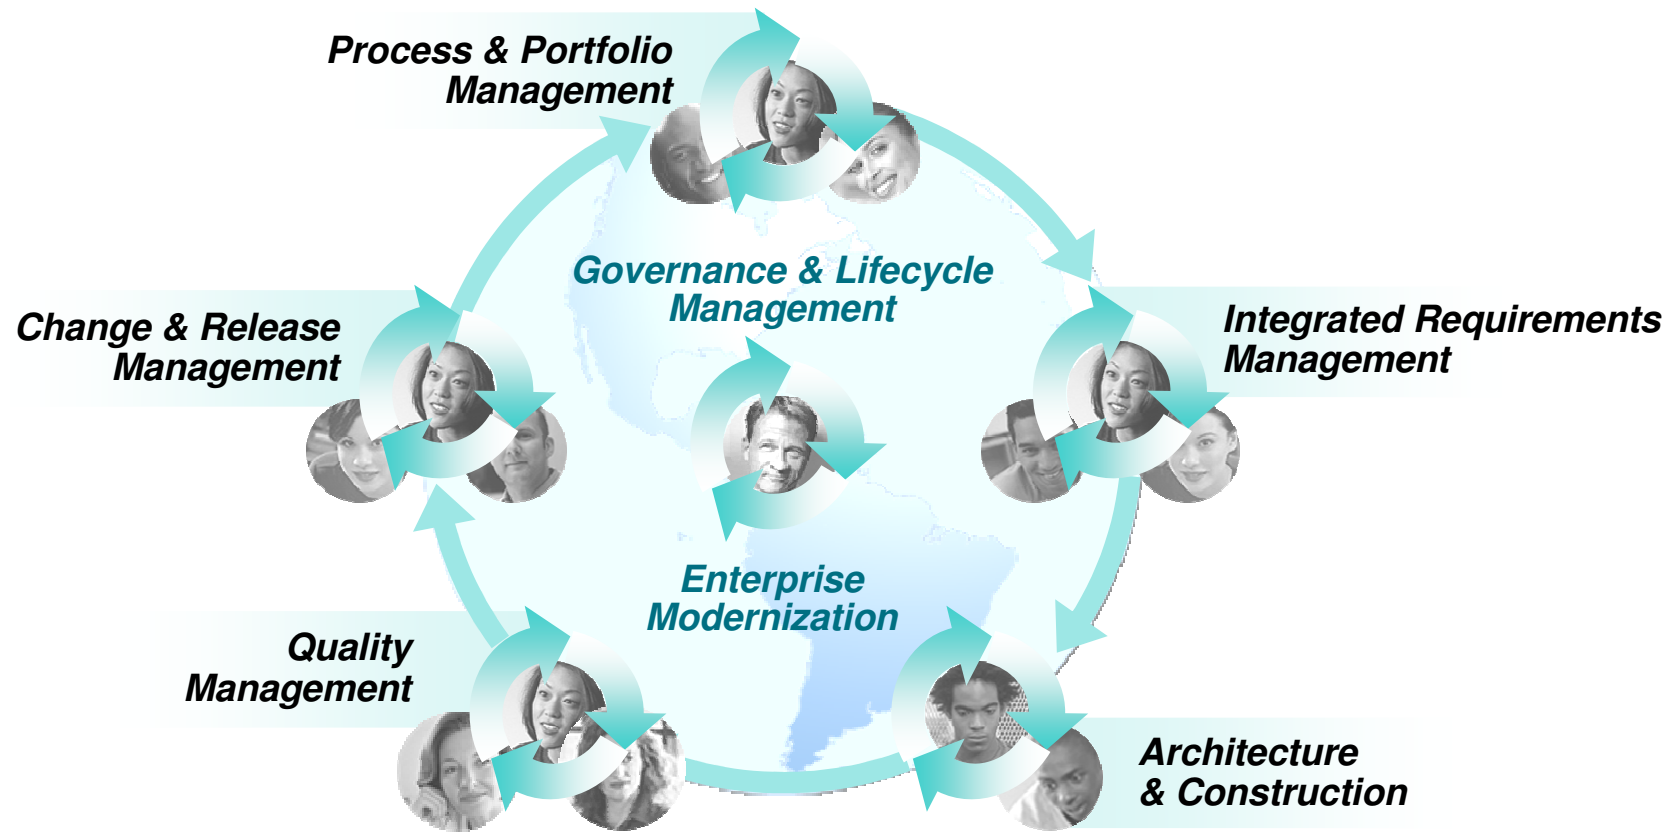 Process & Portfolio
Management
Governance & Lifecycle
Management
Change & Release
Management
Integrated Requirements
Management
Enterprise
Modernization
Quality
Management
Architecture
& Construction